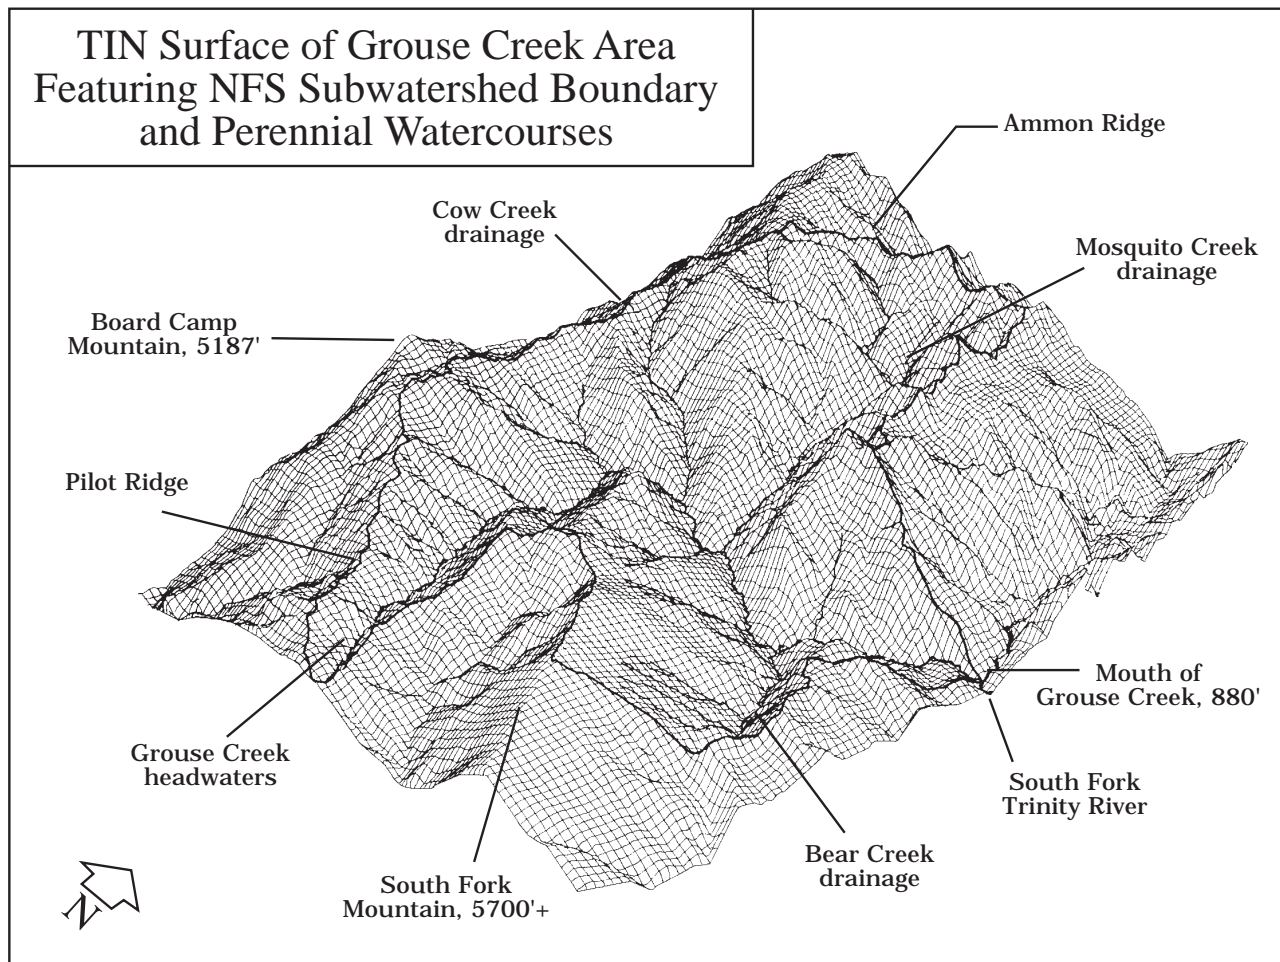 TIN Surface of Grouse Creek Area
Featuring NFS Subwatershed Boundary
and Perennial Watercourses
Ammon Ridge
Cow Creek
drainage
Mosquito Creek
drainage
Board Camp
Mountain, 5187'
Pilot Ridge
Mouth of
Grouse Creek, 880'
Grouse Creek
headwaters
South Fork
Trinity River
Bear Creek
drainage
South Fork
Mountain, 5700'+
N